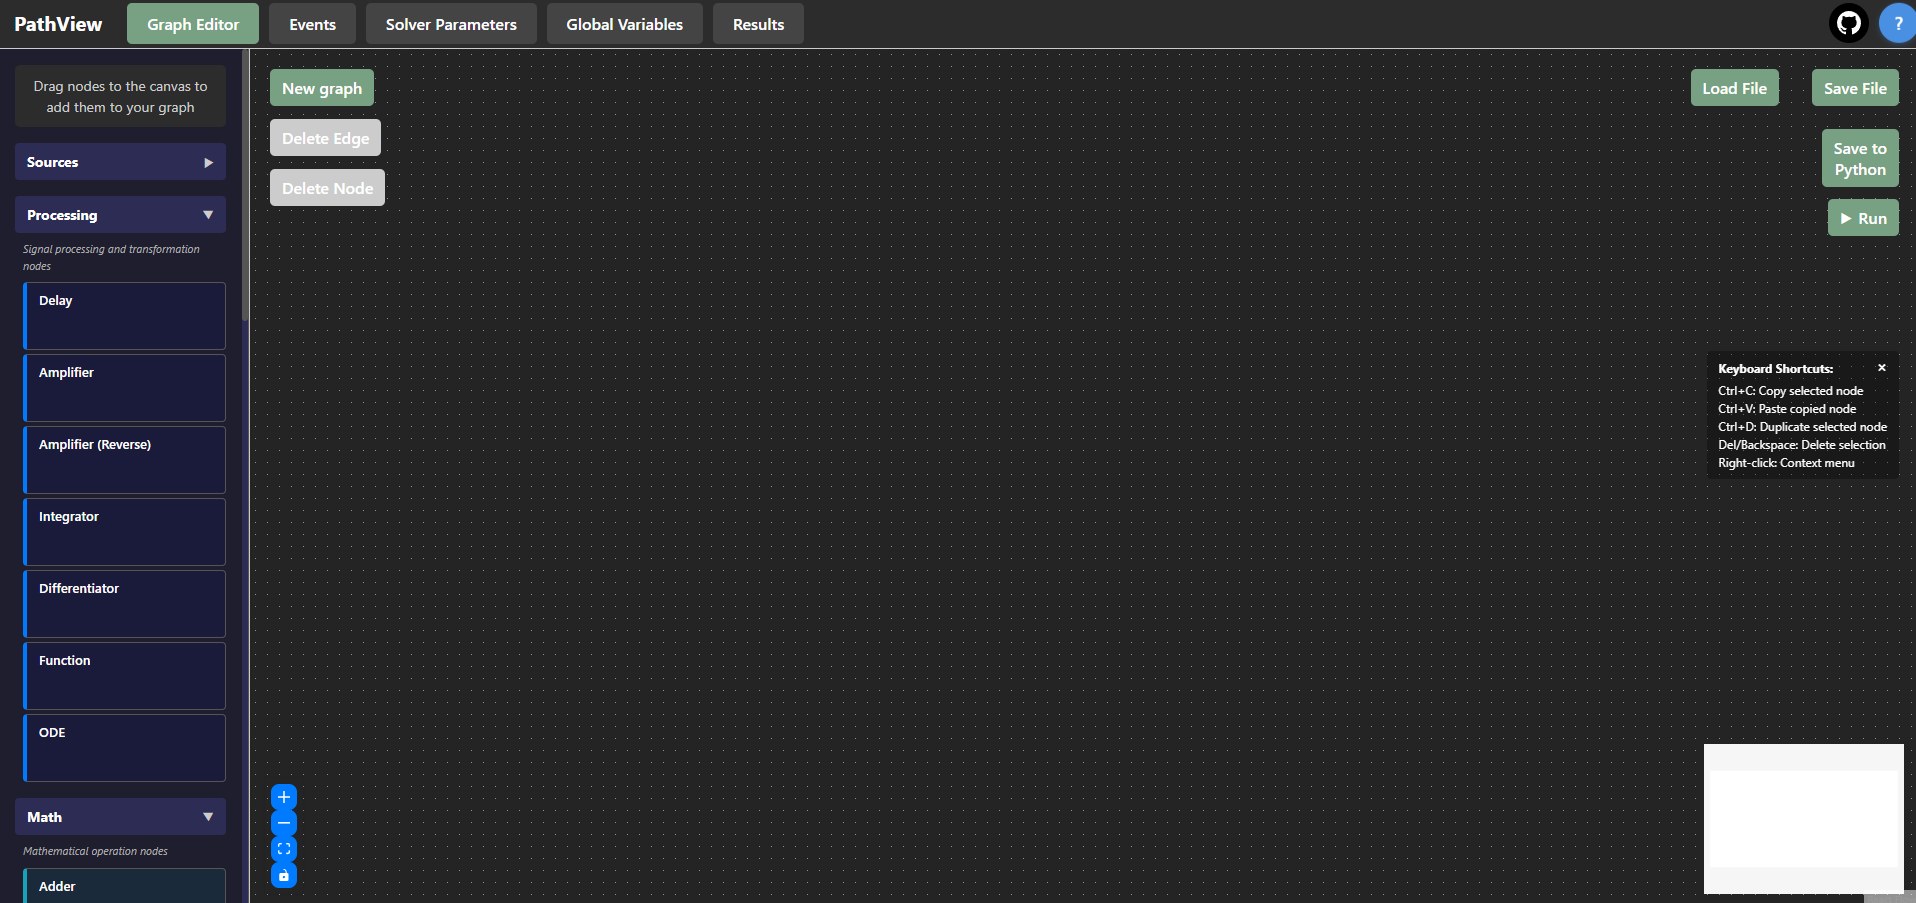 PathView
Graph Editor
Events
Solver Parameters
Global Variables
Results
?
Drag nodes to the canvas to
add them to your graph
Sources
Processing
Signal processing and transformation
nodes
Delay
Amplifier
Amplifier (Reverse)
Integrator
Differentiator
Function
ODE
Math
Mathematical operation nodes
Adder
New graph
Delete Edge
Delete Node
Load File
Save File
Save to
Python
Run
Keyboard Shortcuts:
Ctrl+C: Copy selected node
Ctrl+V: Paste copied node
Ctrl+D: Duplicate selected node
Del/Backspace: Delete selection
Right-click: Context menu